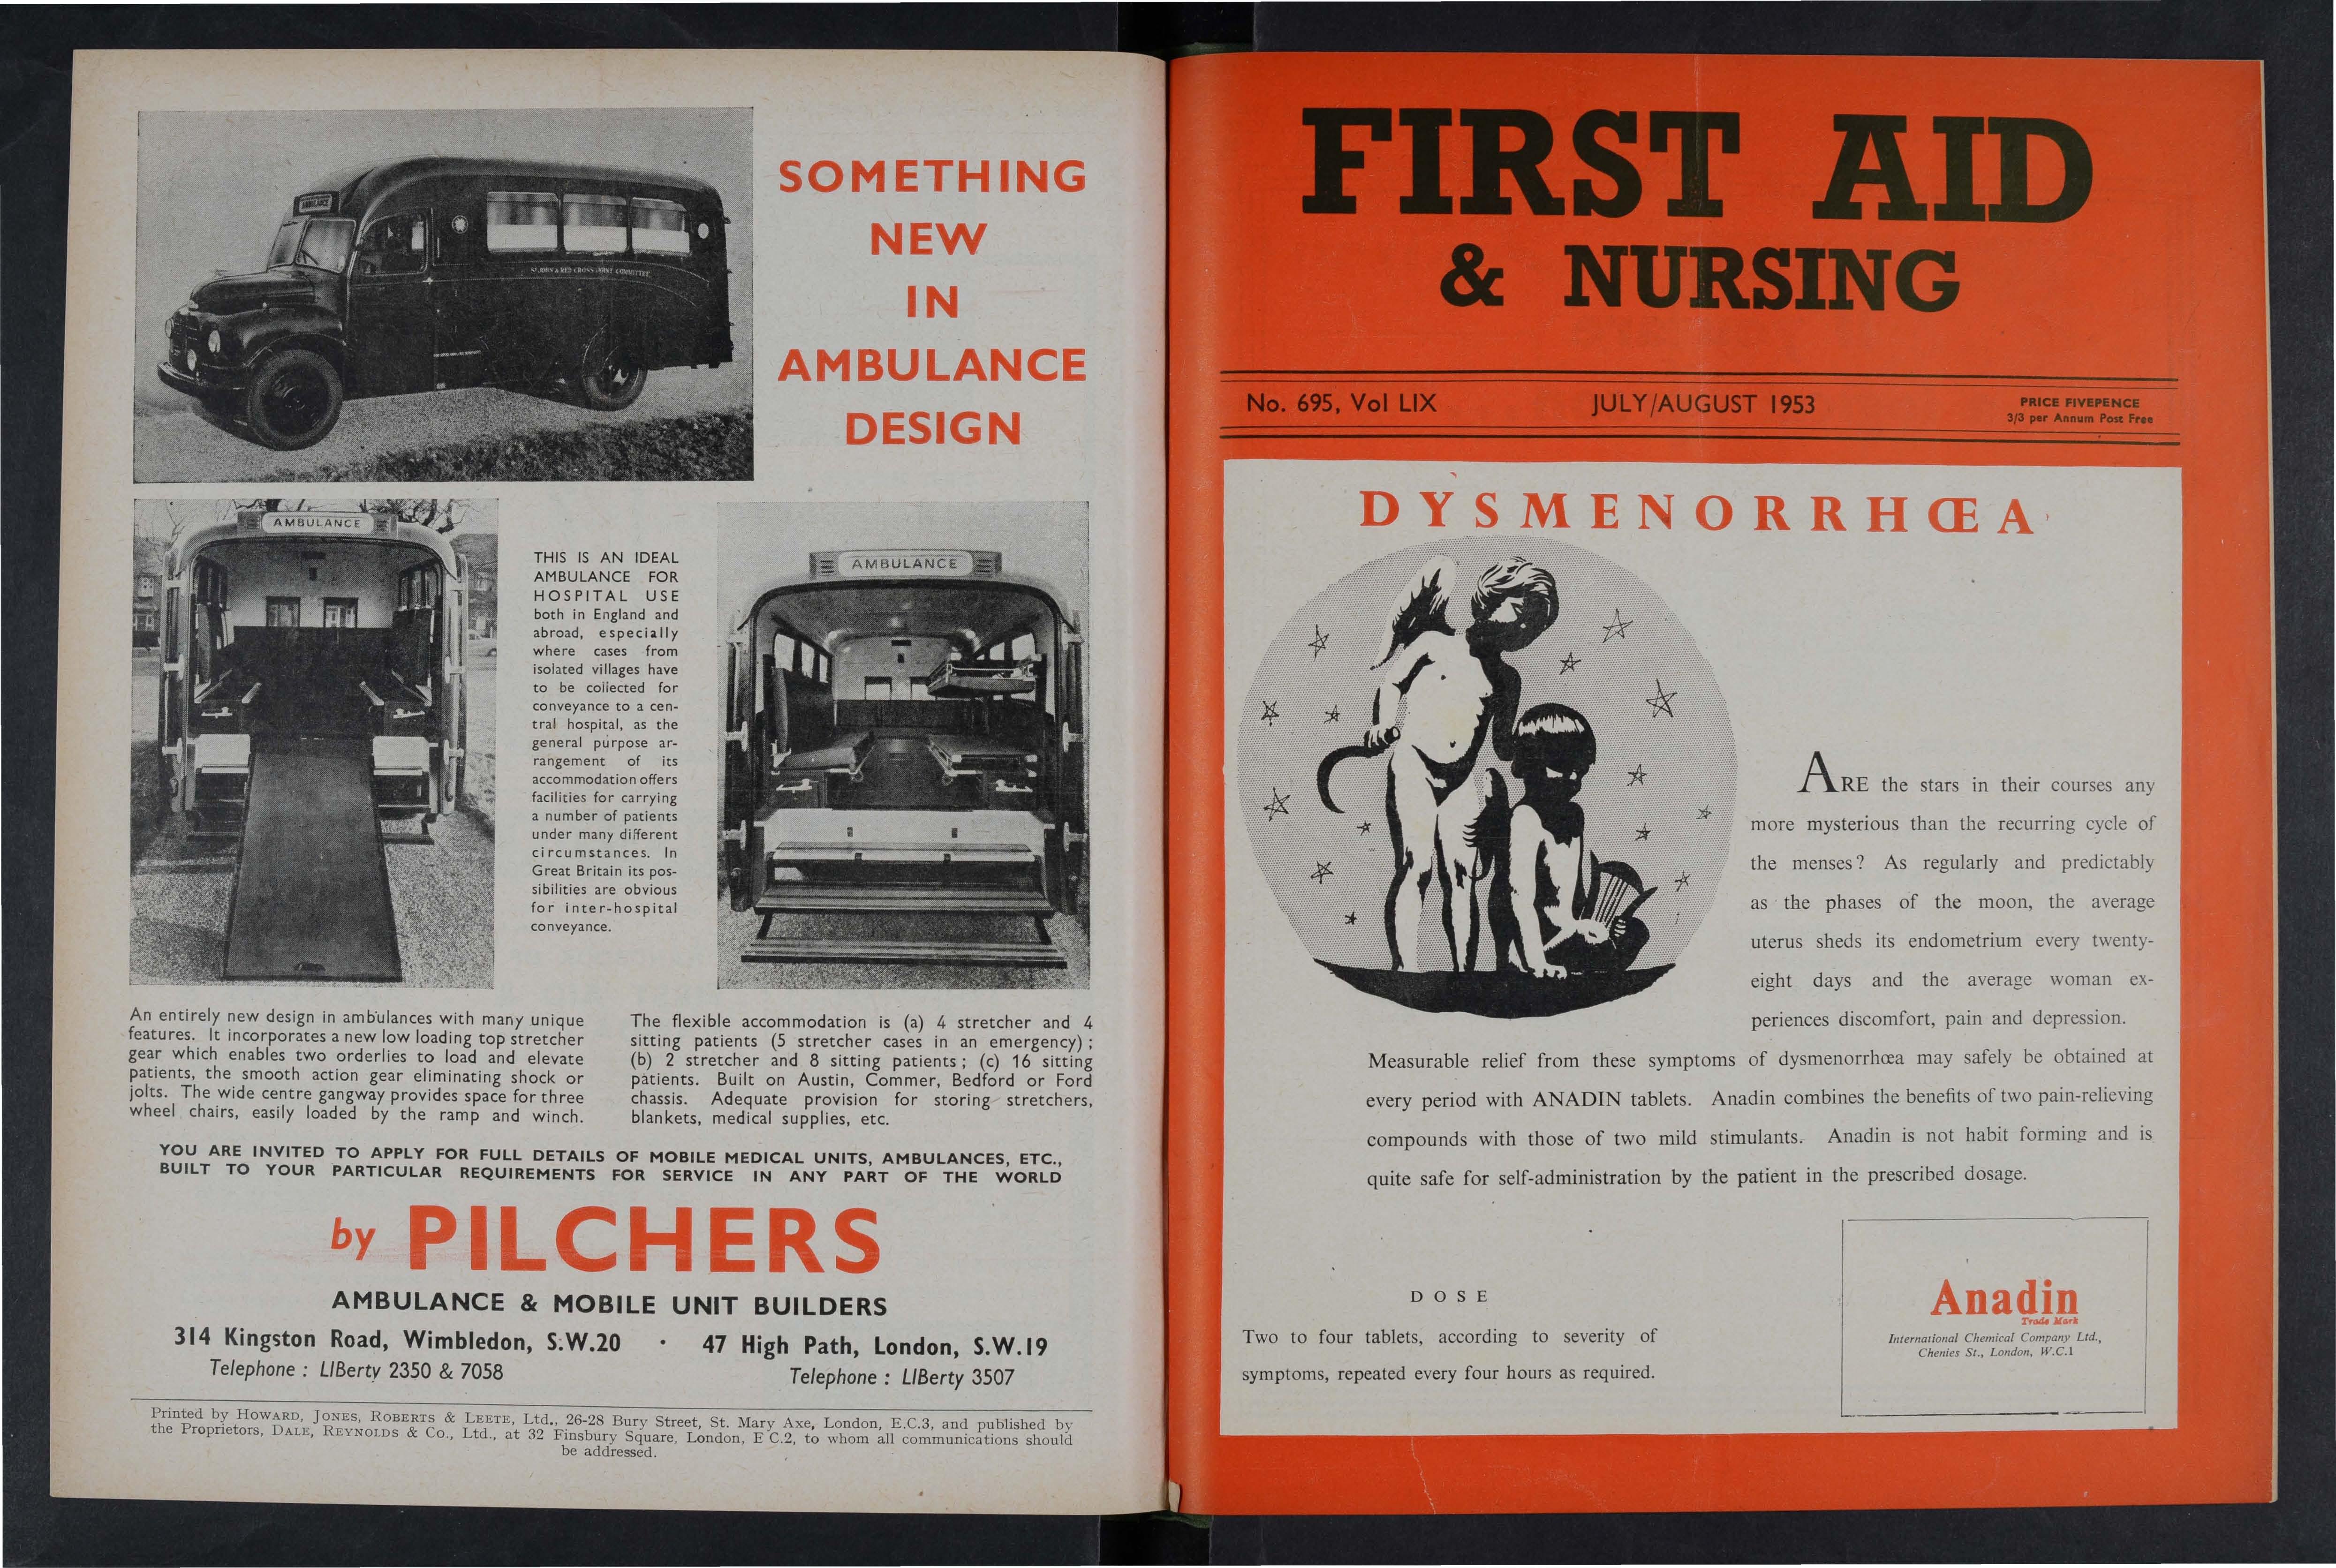 AMBULANCE
ST. JOHN & RED CROSS JOINT COMMITTEE
SOMETHING
NEW
IN
AMBULANCE
DESIGN
AMBULANCE
THIS IS AN IDEAL
AMBULANCE FOR
HOSPITAL USE
both in England and
abroad, especially
where cases from
isolated villages have
to be collected for
conveyance to a cen-
tral hospital, as the
general purpose ar-
rangement of its
accommodation offers
facilities for carrying
a number of patients
under many different
circumstances. In
Great Britain its pos-
sibilities are obvious
for inter-hospital
conveyance.
AMBULANCE
An entirely new design in ambulances with many unique
features. It incorporates a new low loading top stretcher
gear which enables two orderlies to load and elevate
patients, the smooth action gear eliminating shock or
jolts. The wide centre gangway provides space for three
wheel chairs, easily loaded by the ramp and winch.
The flexible accommodation is (a) 4 stretcher and 4
sitting patients (5 stretcher cases in an emergency);
(b) 2 stretcher and 8 sitting patients; (c) 16 sitting
patients. Built on Austin, Commer, Bedford or Ford
chassis. Adequate provision for storing stretchers,
blankets, medical supplies, etc.
YOU ARE INVITED TO APPLY FOR FULL DETAILS OF MOBILE MEDICAL UNITS, AMBULANCES, ETC.,
BUILT TO YOUR PARTICULAR REQUIREMENTS FOR SERVICE IN ANY PART OF THE WORLD
by PILCHERS
AMBULANCE & MOBILE UNIT BUILDERS
314 Kingston Road, Wimbledon, S.W.20 · 47 High Path, London, S.W.19
Telephone : LIBerty 2350 & 7058
Telephone : LIBerty 3507
Printed by HOWARD, JONES, ROBERTS & LEETE, Ltd., 26-28 Bury Street, St. Mary Axe, London, E.C.3, and published by
the Proprietors, DALE, REYNOLDS & Co., Ltd., at 32 Finsbury Square, London, E C.2, to whom all communications should
be addressed.
FIRST AID
& NURSING
No. 695, Vol LIX
JULY/AUGUST 1953
PRICE FIVEPENCE
3/3 per Annum Post Free
DYSMENORRHŒA
ARE the stars in their courses any
more mysterious than the recurring cycle of
the menses? As regularly and predictably
as the phases of the moon, the average
uterus sheds its endometrium every twenty-
eight days and the average woman ex-
periences discomfort, pain and depression.
Measurable relief from these symptoms of dysmenorrhœa may safely be obtained at
every period with ANADIN tablets. Anadin combines the benefits of two pain-relieving
compounds with those of two mild stimulants. Anadin is not habit forming and is
quite safe for self-administration by the patient in the prescribed dosage.
DOSE
Two to four tablets, according to severity of
symptoms, repeated every four hours as required.
Anadin
Trade Mark
International Chemical Company Ltd.,
Chenies St., London, W.C.1